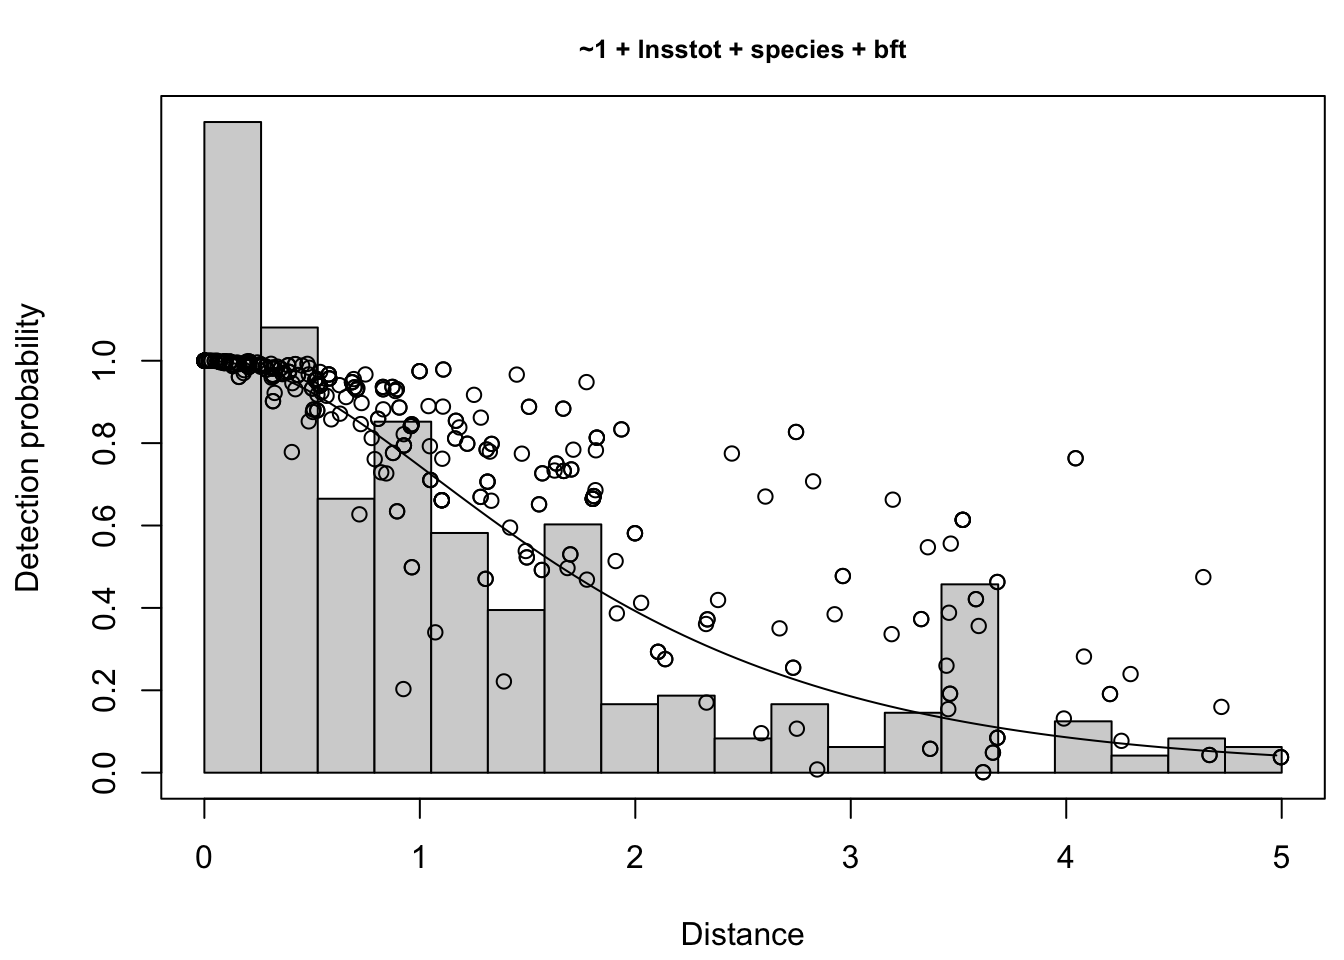 ~1 + lnsstot + species + bft
Detection probability
1.0
0.8
0.6
0.4
0.2
0.0
0 1 2 3 4 5
Distance